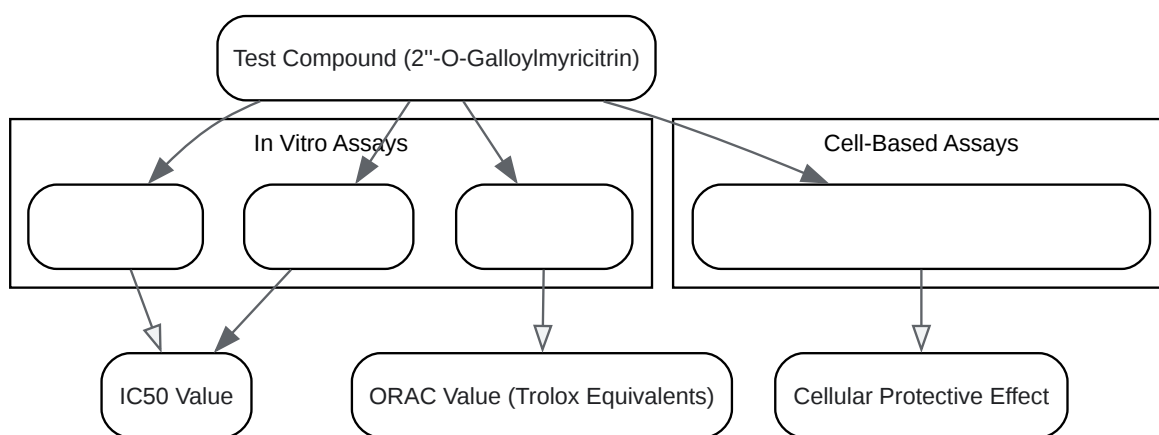 Test Compound (2''-O-Galloylmyricitrin)
In Vitro Assays
Cell-Based Assays
IC50 Value
ORAC Value (Trolox Equivalents)
Cellular Protective Effect